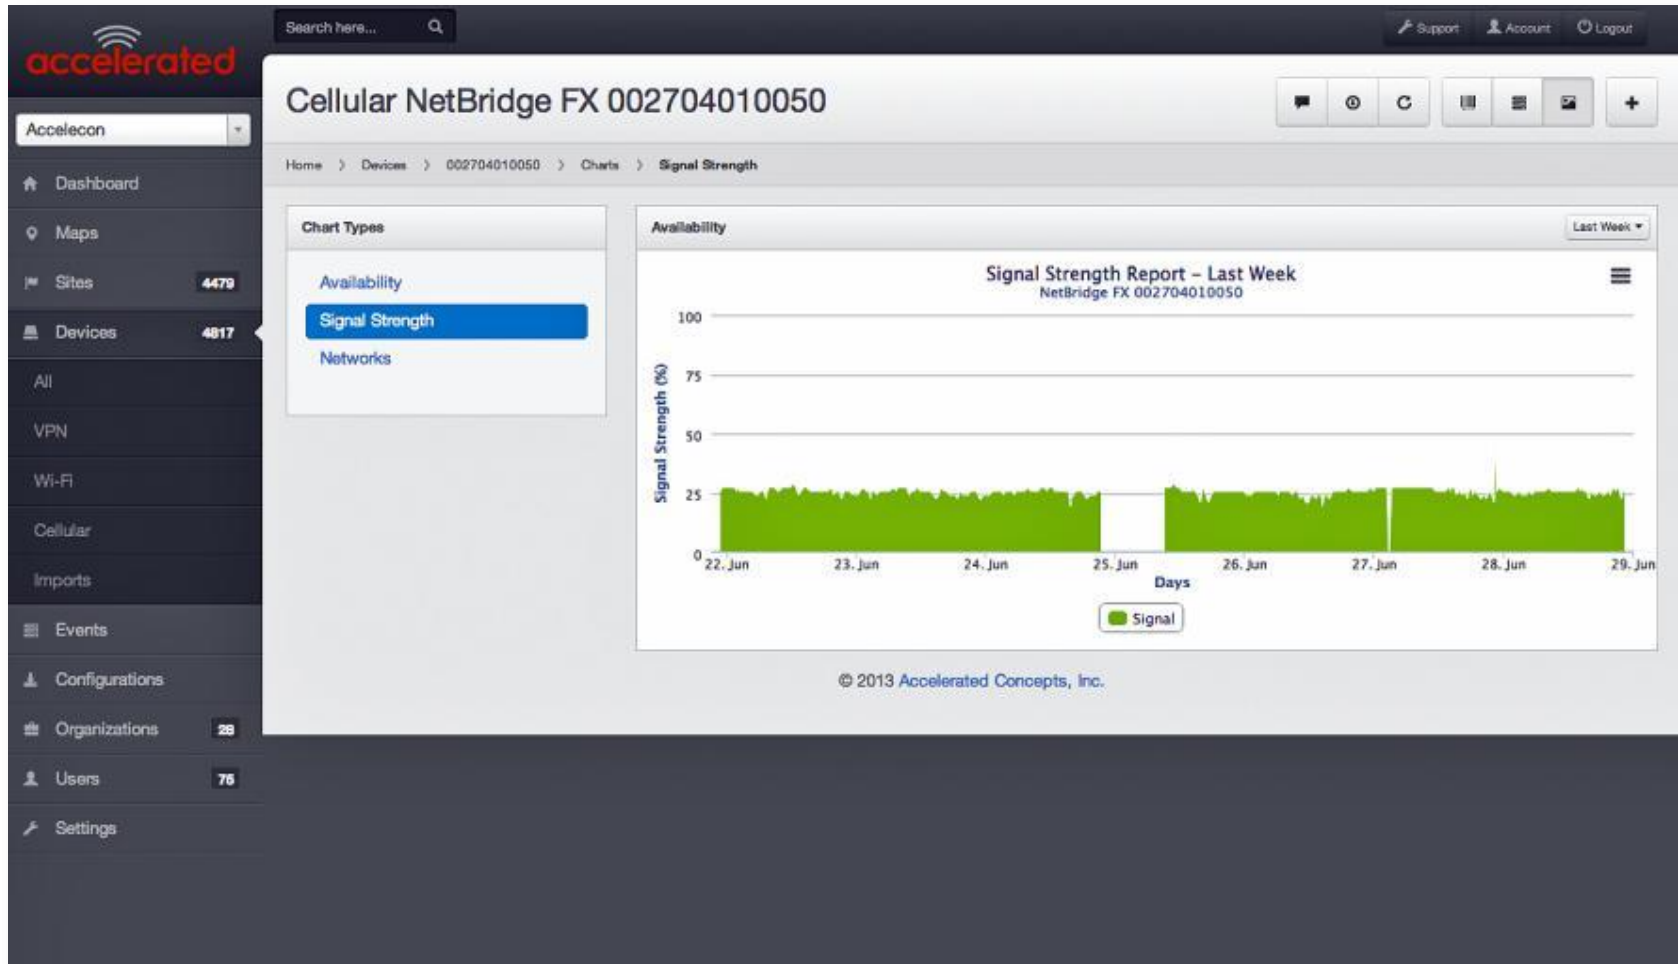 accelerated
Search here...
Support
Account
Logout
Accelecon
Dashboard
Maps
Sites 4479
Devices 4817
All
VPN
Wi-Fi
Cellular
Imports
Events
Configurations
Organizations 28
Users 76
Settings
Cellular NetBridge FX 002704010050
Home > Devices > 002704010050 > Charts > Signal Strength
Chart Types
Availability
Signal Strength
Networks
Availability
Last Week
Signal Strength Report – Last Week
NetBridge FX 002704010050
Signal Strength (%)
100
75
50
25
0
22. Jun 23. Jun 24. Jun 25. Jun 26. Jun 27. Jun 28. Jun 29. Jun
Days
Signal
© 2013 Accelerated Concepts, Inc.